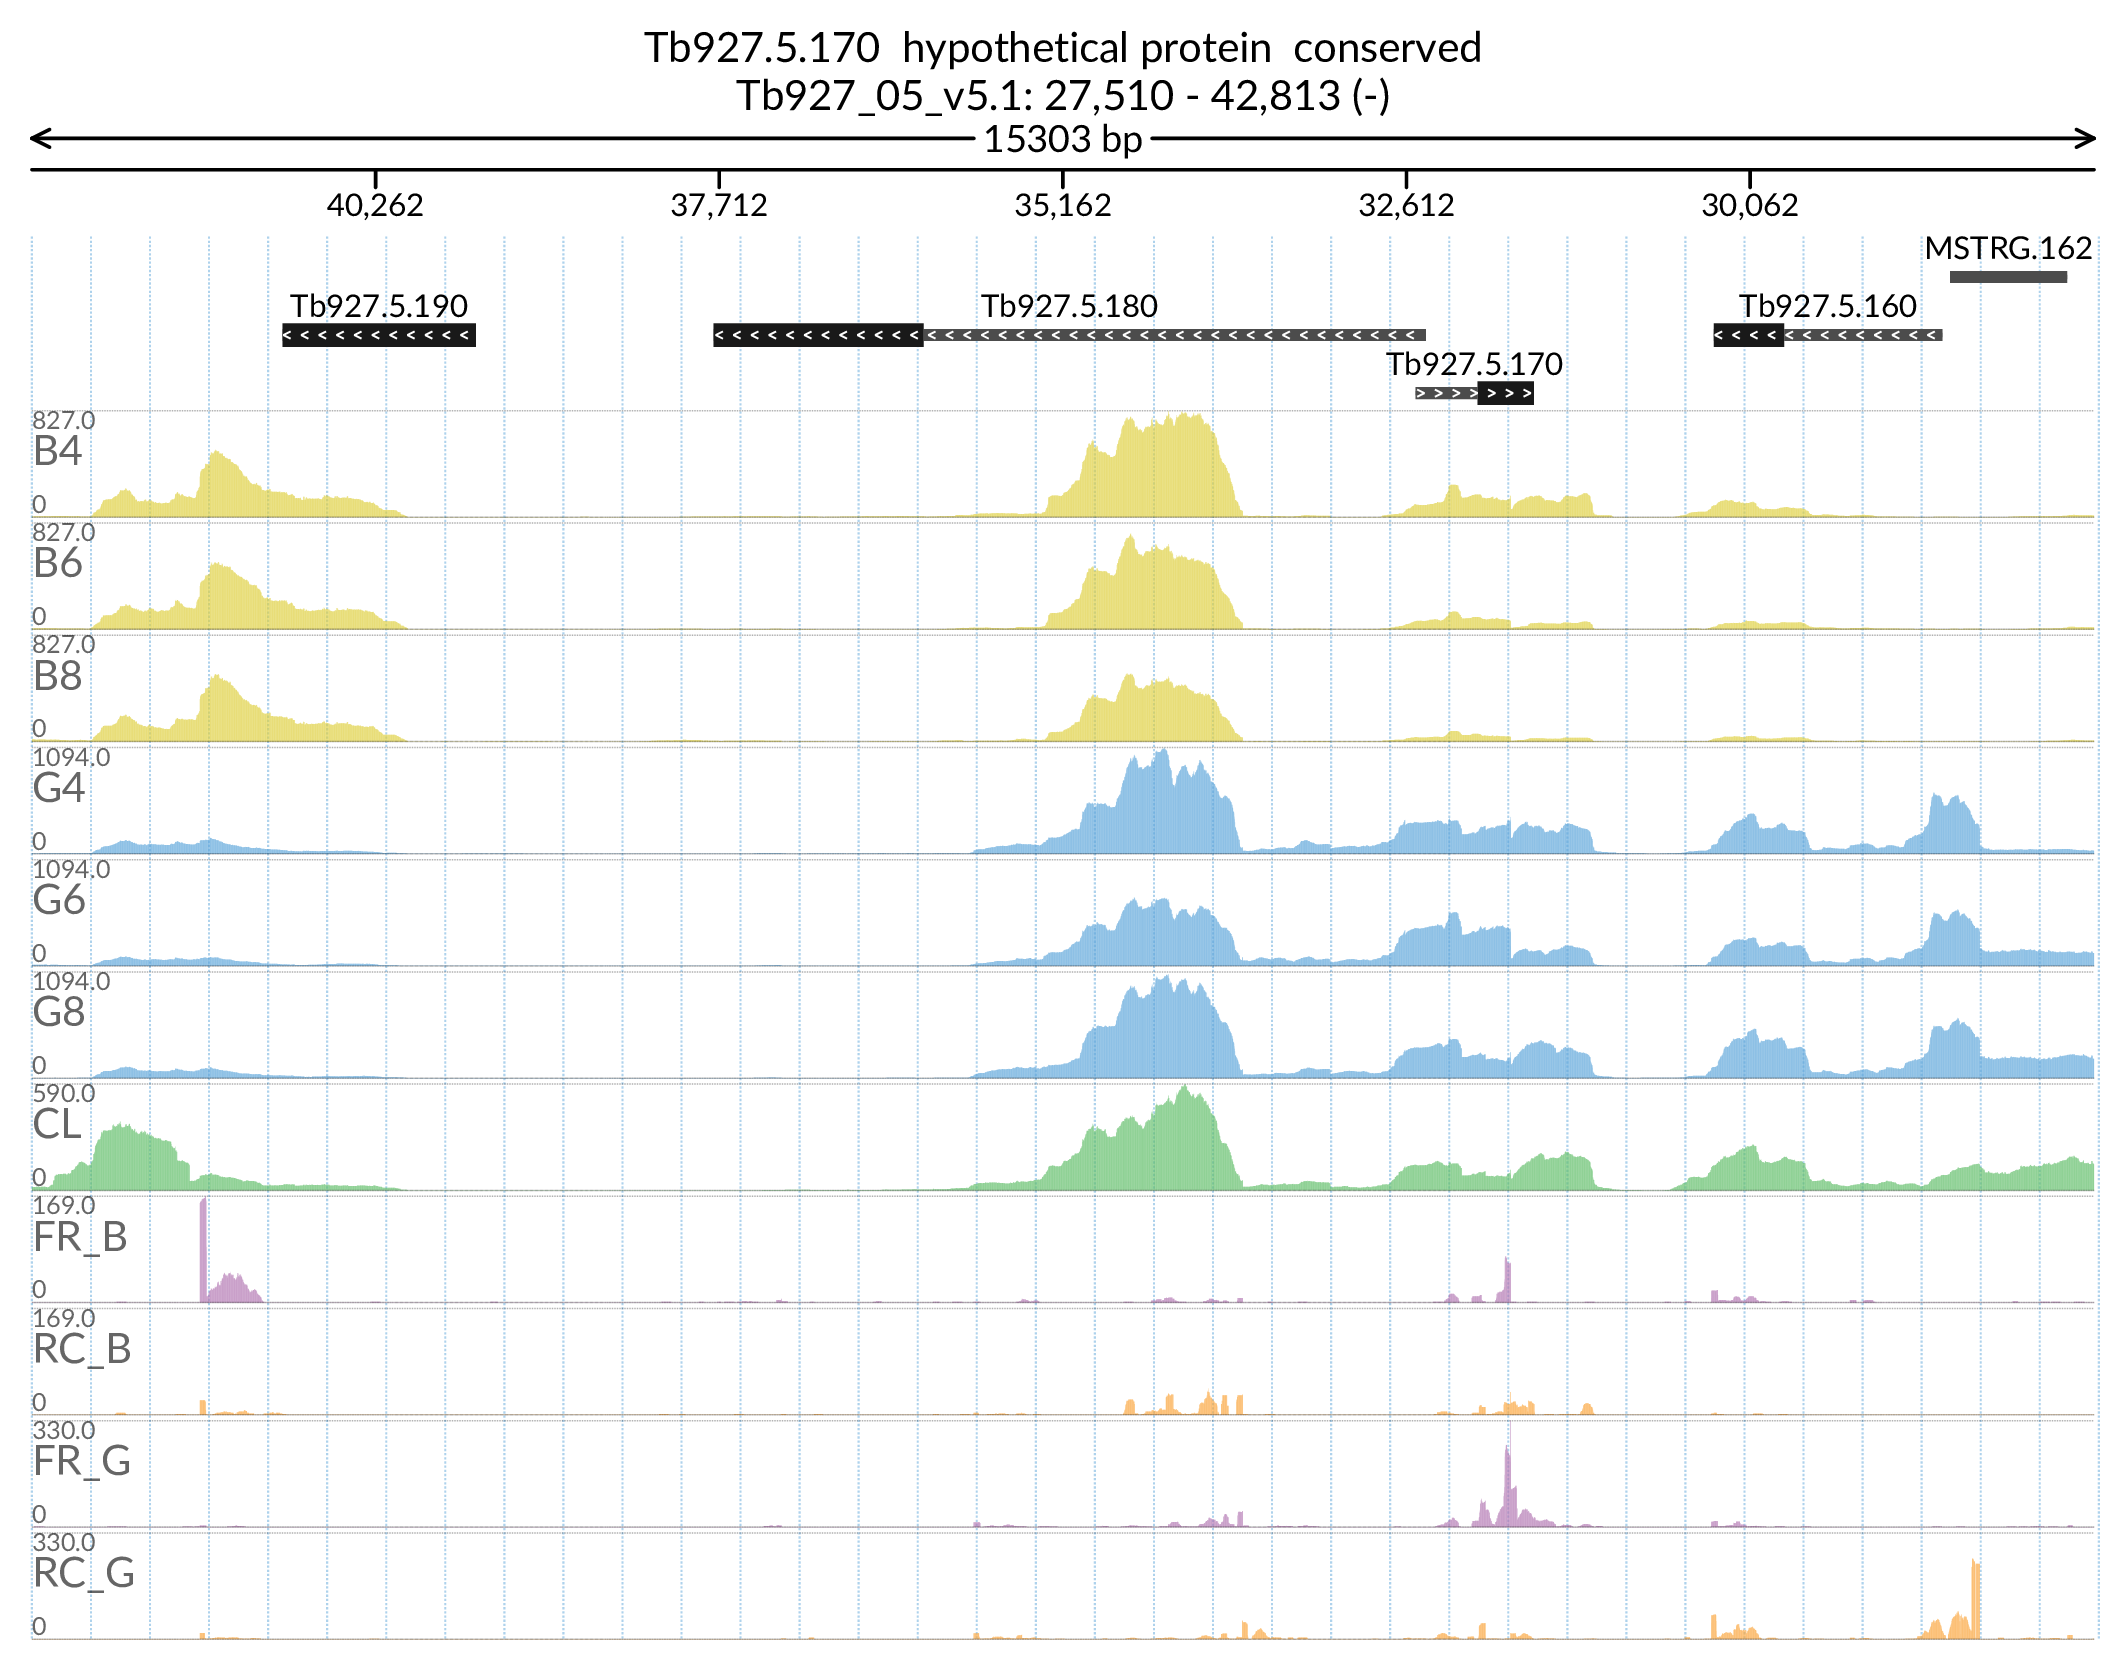 Tb927.5.170 hypothetical protein conserved
Tb927_05_v5.1: 27,510 - 42,813 (-)
15303 bp
40,262 37,712 35,162 32,612 30,062
MSTRG.162
Tb927.5.190 Tb927.5.180 Tb927.5.160
Tb927.5.170
827.0
B4
0
827.0
B6
0
827.0
B8
0
1094.0
G4
0
1094.0
G6
0
1094.0
G8
0
590.0
CL
0
169.0
FR_B
0
169.0
RC_B
0
330.0
FR_G
0
330.0
RC_G
0